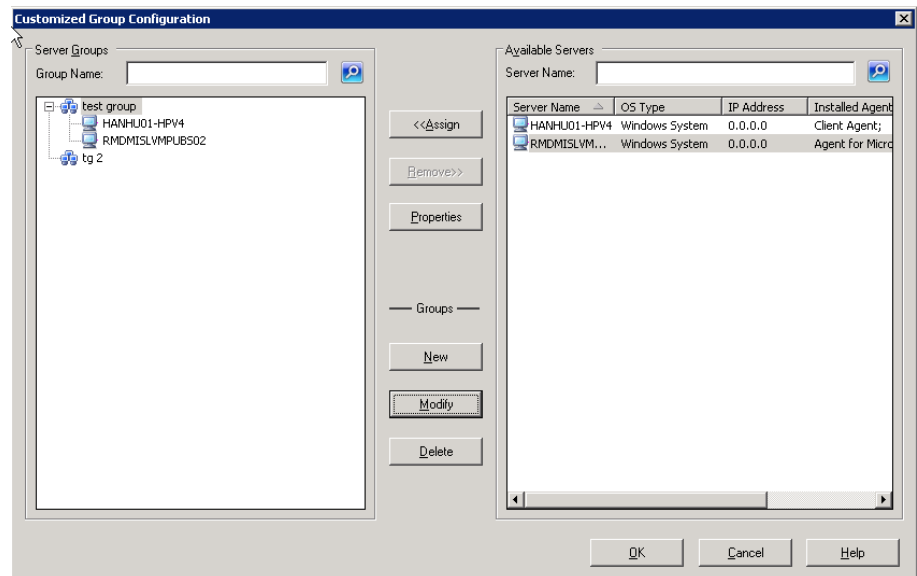 Customized Group Configuration
Server Groups
Group Name:
test group
HANHU01-HPV4
RMDMISLVMPUBS02
tg 2
<<Assign
Remove>>
Properties
Groups
New
Modify
Delete
Available Servers
Server Name:
Server Name OS Type IP Address Installed Agent
HANHU01-HPV4 Windows System 0.0.0.0 Client Agent;
RMDMISLVM... Windows System 0.0.0.0 Agent for Micro
OK Cancel Help